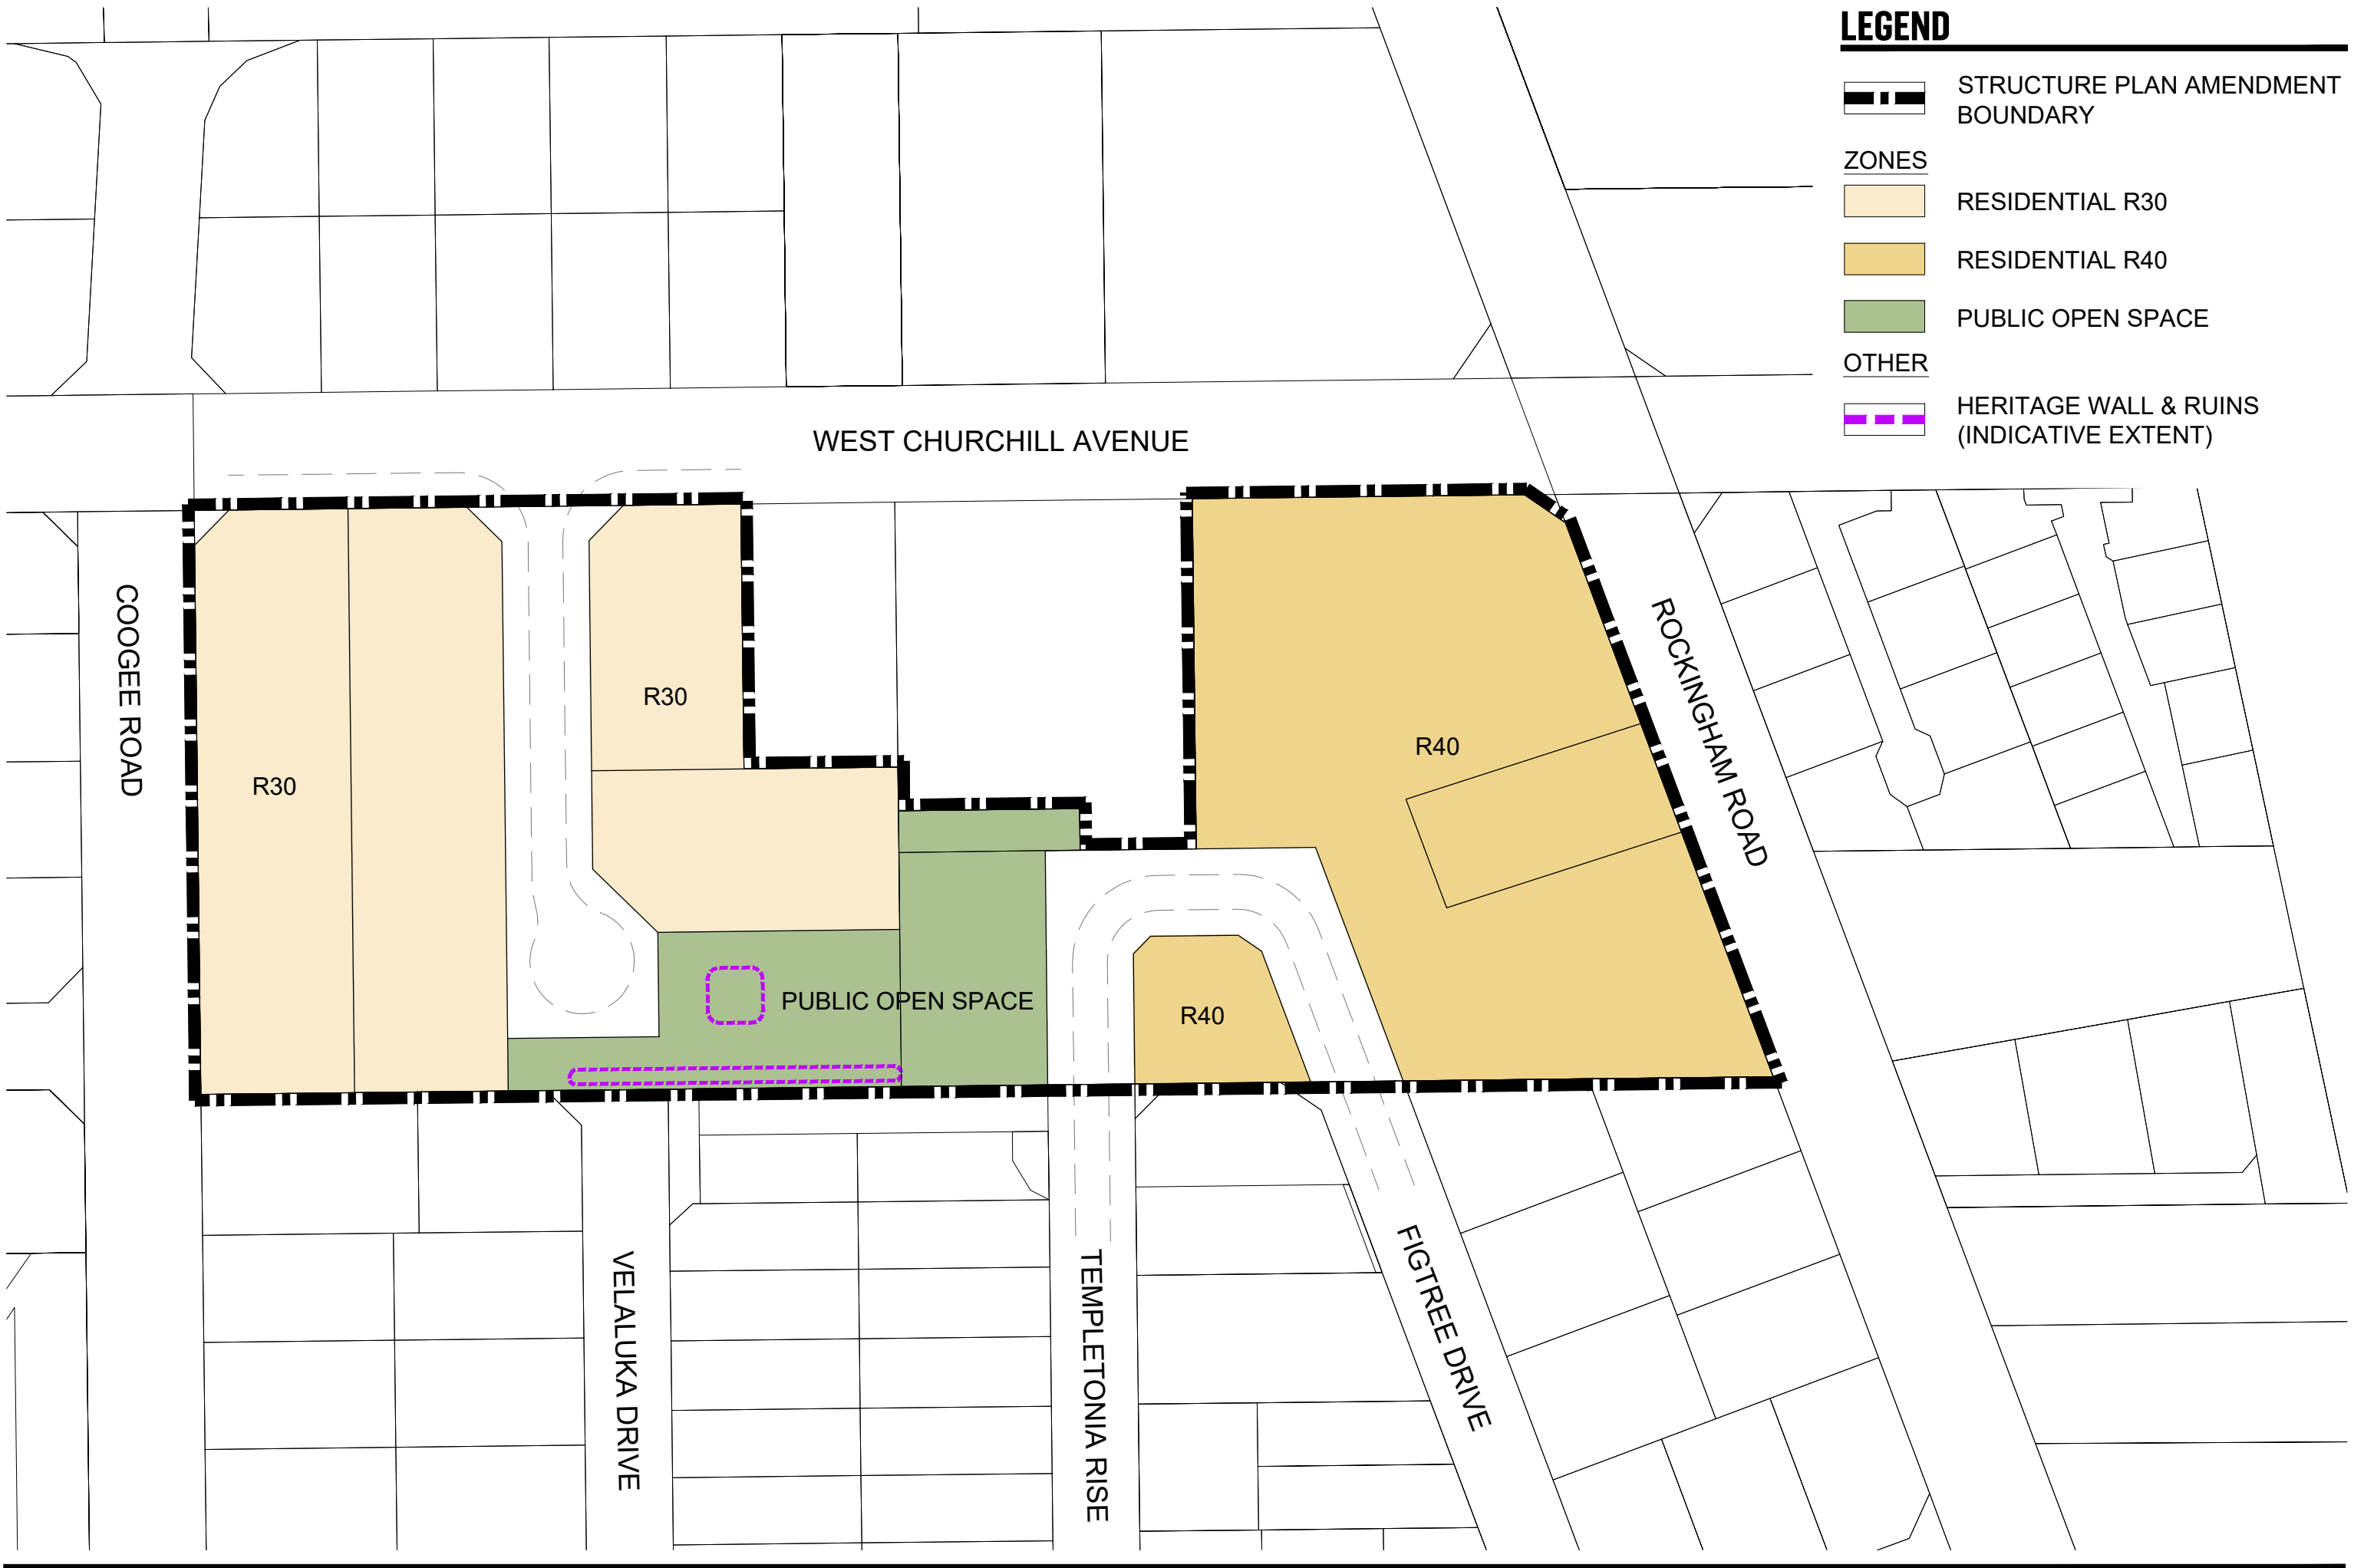 LEGEND
STRUCTURE PLAN AMENDMENT
BOUNDARY
ZONES
RESIDENTIAL R30
RESIDENTIAL R40
PUBLIC OPEN SPACE
OTHER
HERITAGE WALL & RUINS
(INDICATIVE EXTENT)
WEST CHURCHILL AVENUE
COOGEE ROAD
ROCKINGHAM ROAD
R30
R40
R30
PUBLIC OPEN SPACE
R40
VELALUKA DRIVE
TEMPLETONIA RISE
FIGTREE DRIVE